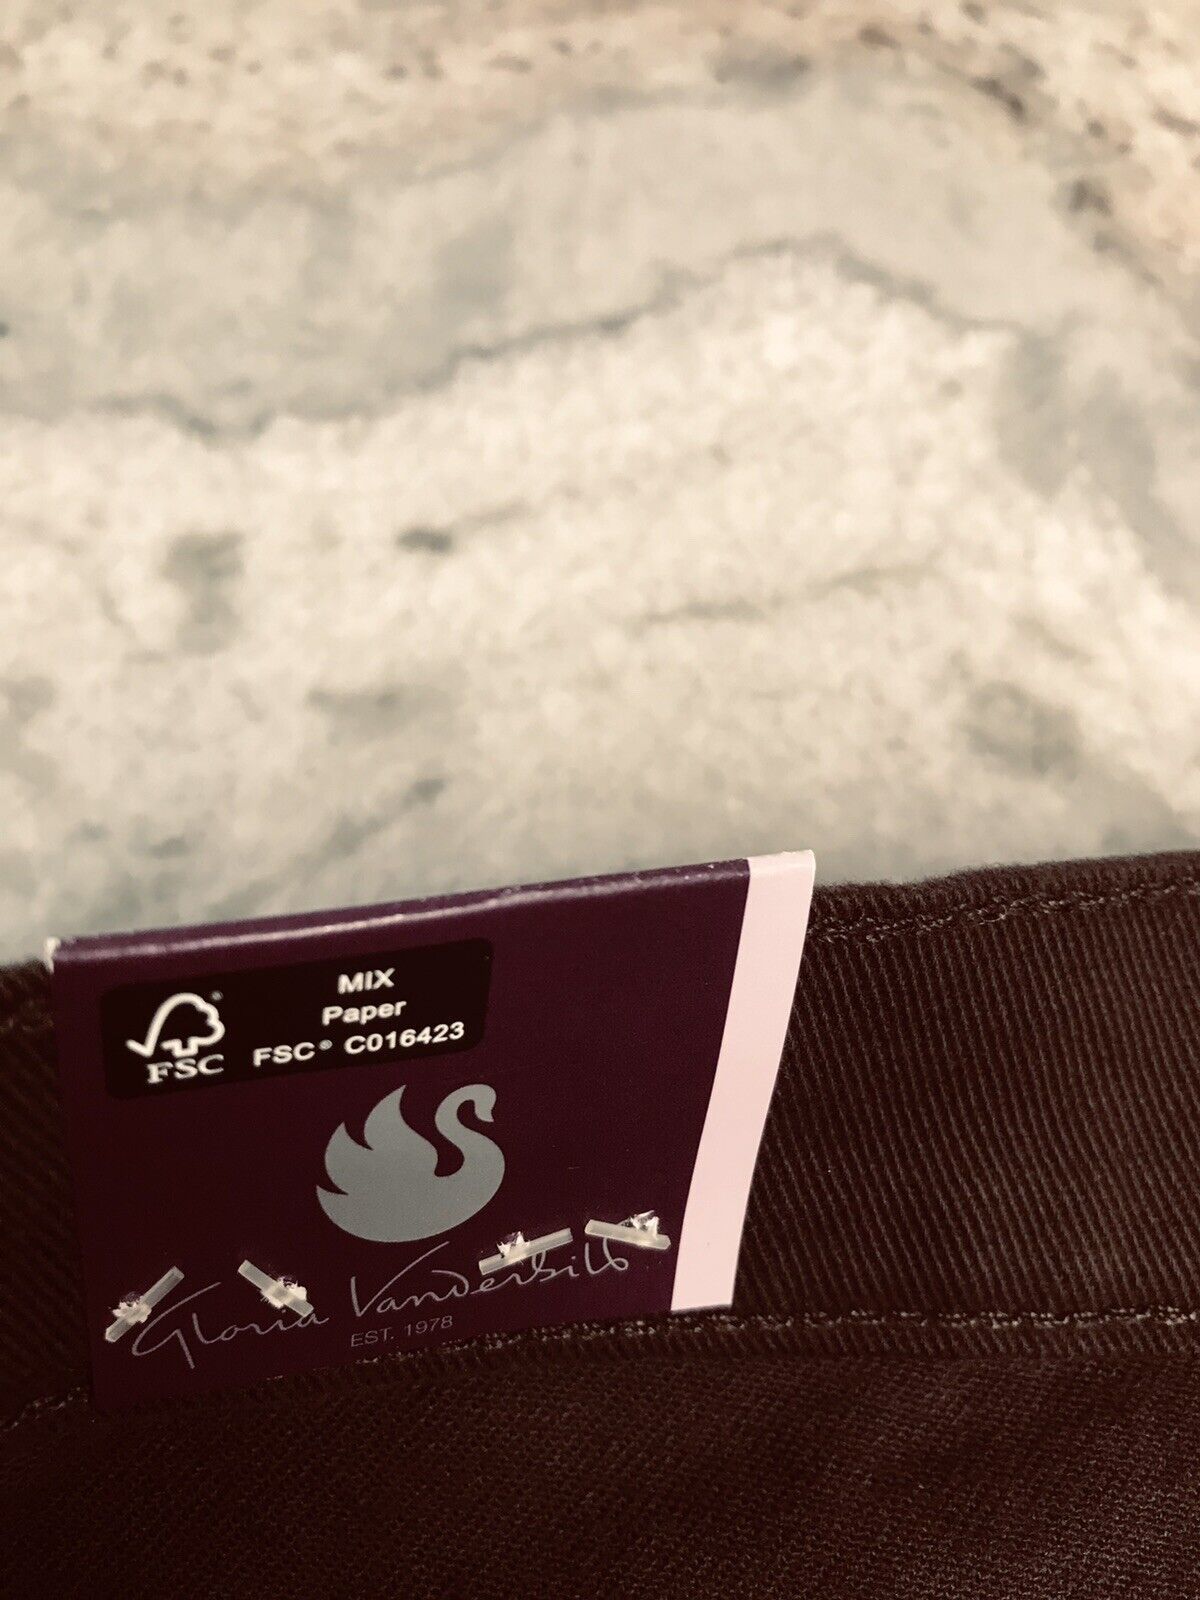 MIX
Paper
FSC® C016423
FSC
Gloria Vanderbilt
EST. 1978